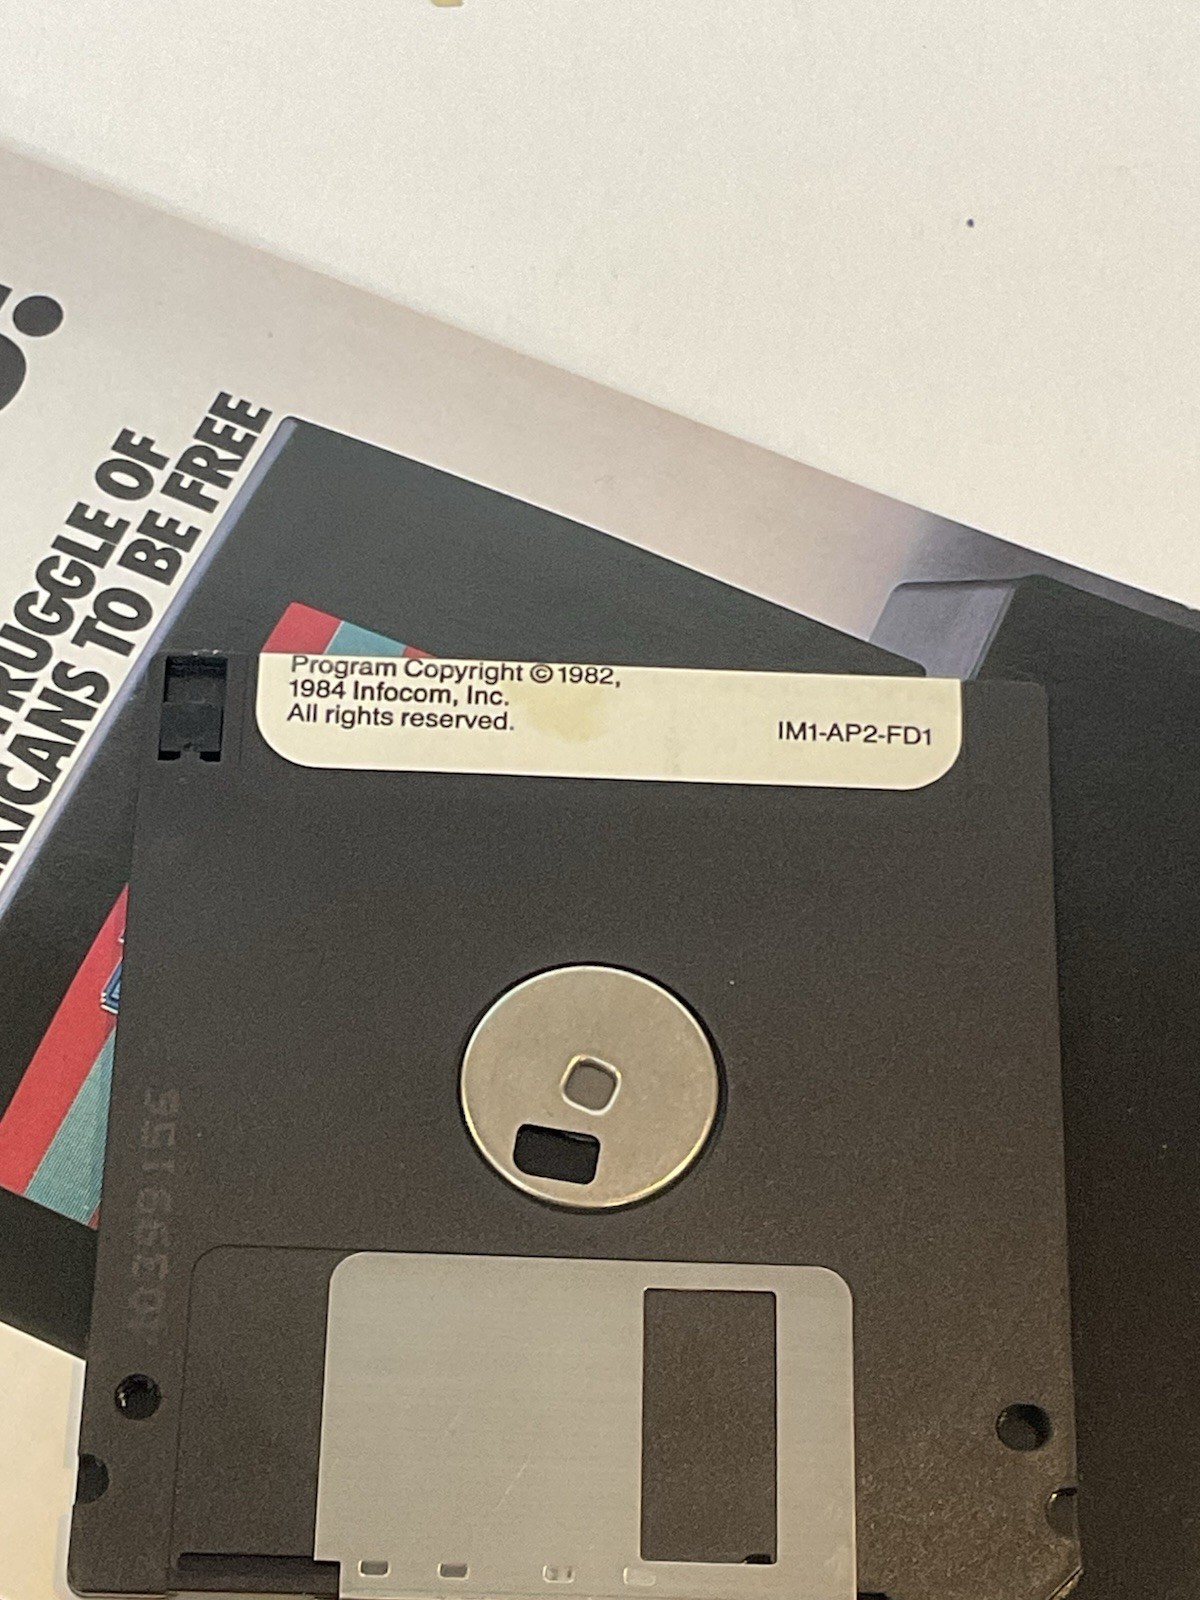 RUGGLE OF
ICANS TO BE FREE
Program Copyright © 1982,
1984 Infocom, Inc.
All rights reserved.
IM1-AP2-FD1